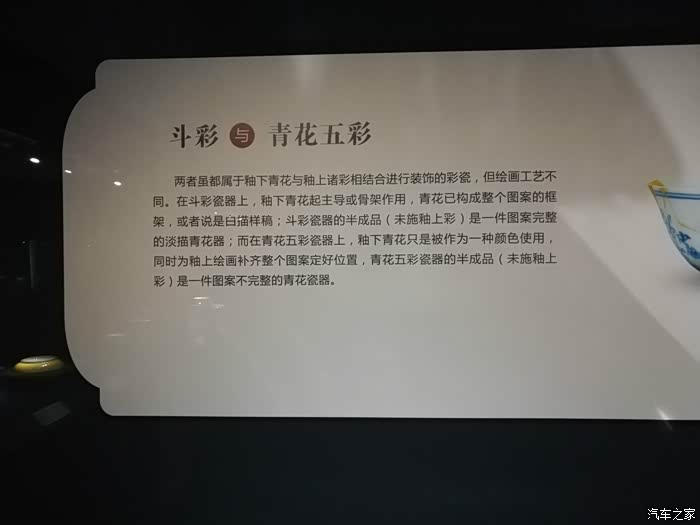 斗彩 与 青花五彩
两者虽都属于釉下青花与釉上诸彩相结合进行装饰的彩瓷，但绘画工艺不
同。在斗彩瓷器上，釉下青花起主导或骨架作用，青花已构成整个图案的框
架，或者说是白描样稿；斗彩瓷器的半成品（未施釉上彩）是一件图案完整
的淡描青花器；而在青花五彩瓷器上，釉下青花只是被作为一种颜色使用，
同时为釉上绘画补齐整个图案定好位置，青花五彩瓷器的半成品（未施釉上
彩）是一件图案不完整的青花瓷器。
汽车之家